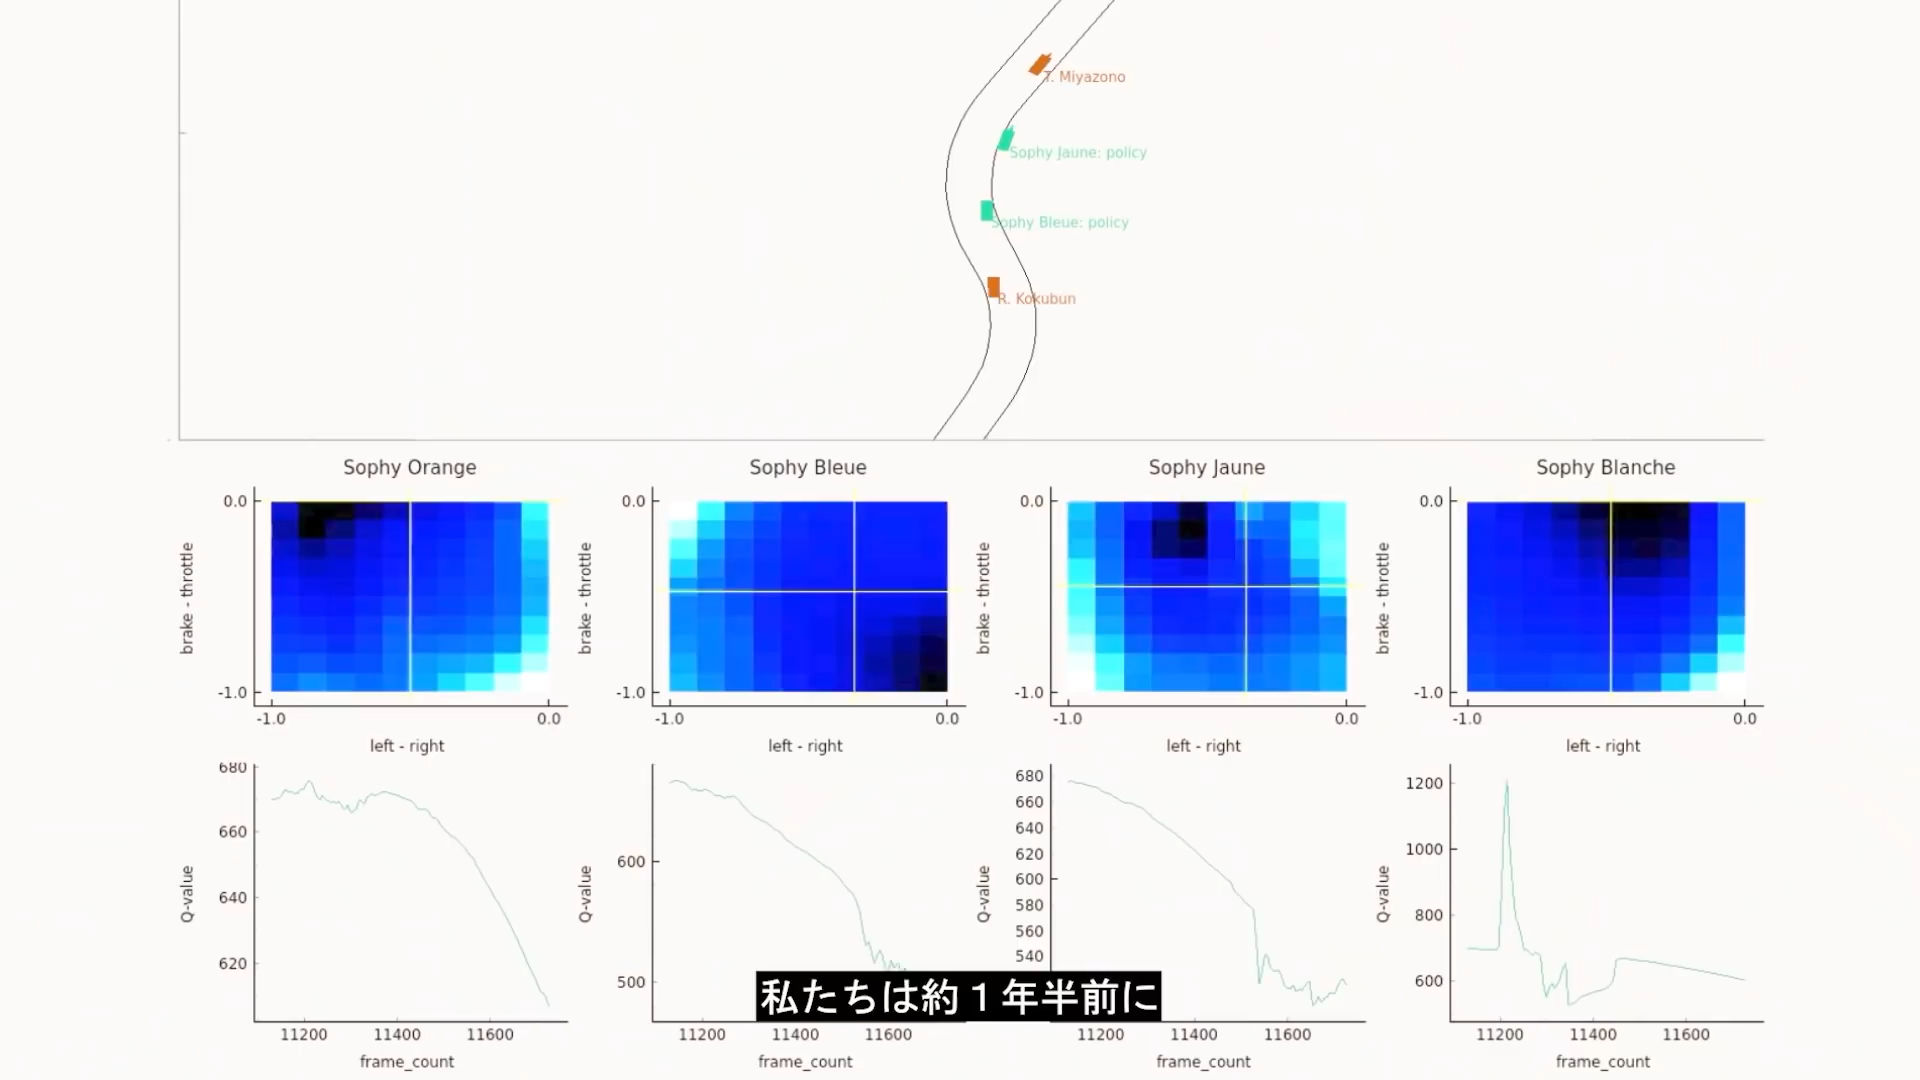 T. Miyazono
Sophy Jaune: policy
Sophy Bleue: policy
R. Kokubun
Sophy Orange
Sophy Bleue
Sophy Jaune
Sophy Blanche
0.0
-1.0
brake - throttle
-1.0
0.0
left - right
0.0
-1.0
brake - throttle
-1.0
0.0
left - right
0.0
-1.0
brake - throttle
-1.0
0.0
left - right
0.0
-1.0
brake - throttle
-1.0
0.0
left - right
680
660
640
620
Q-value
11200
11400
11600
frame_count
600
500
Q-value
11200
11400
11600
frame_count
680
660
640
620
600
580
560
540
Q-value
11200
11400
11600
frame_count
1200
1000
800
600
Q-value
11200
11400
11600
frame_count
私たちは約１年半前に